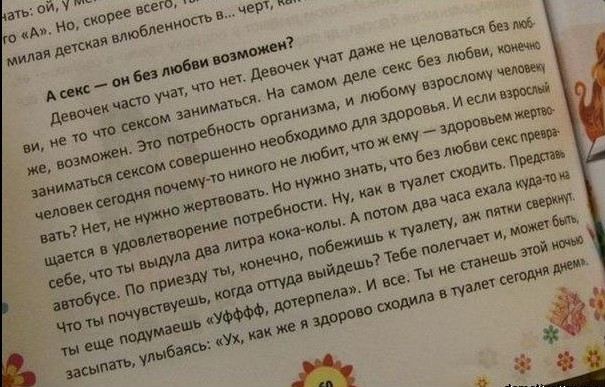 чать: ой, у
го «А». Но, скорее всего,
милая детская влюбленность в... черт,
А секс — он без любви возможен?
Девочек часто учат, что нет. Девочек учат даже не целоваться без люб-
ви, не то что сексом заниматься. На самом деле секс без любви, конечно
же, возможен. Это потребность организма, и любому взрослому человеку
заниматься сексом совершенно необходимо для здоровья. И если взрослый
человек сегодня почему-то никого не любит, что ж ему — здоровьем жертво-
вать? Нет, не нужно жертвовать. Но нужно знать, что без любви секс превра-
щается в удовлетворение потребности. Ну, как в туалет сходить. Представь
себе, что ты выдула два литра кока-колы. А потом два часа ехала куда-то на
автобусе. По приезду ты, конечно, побежишь к туалету, аж пятки сверкнут.
Что ты почувствуешь, когда оттуда выйдешь? Тебе полегчает и, может быть,
ты еще подумаешь «Уфффф, дотерпела». И все. Ты не станешь этой ночью
засыпать, улыбаясь: «Ух, как же я здорово сходила в туалет сегодня днем».
60